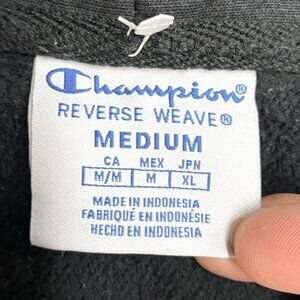 Champion®
REVERSE WEAVE®
MEDIUM
CA MEX JPN
M/M M XL
MADE IN INDONESIA
FABRIQUÉ EN INDONÉSIE
HECHO EN INDONESIA